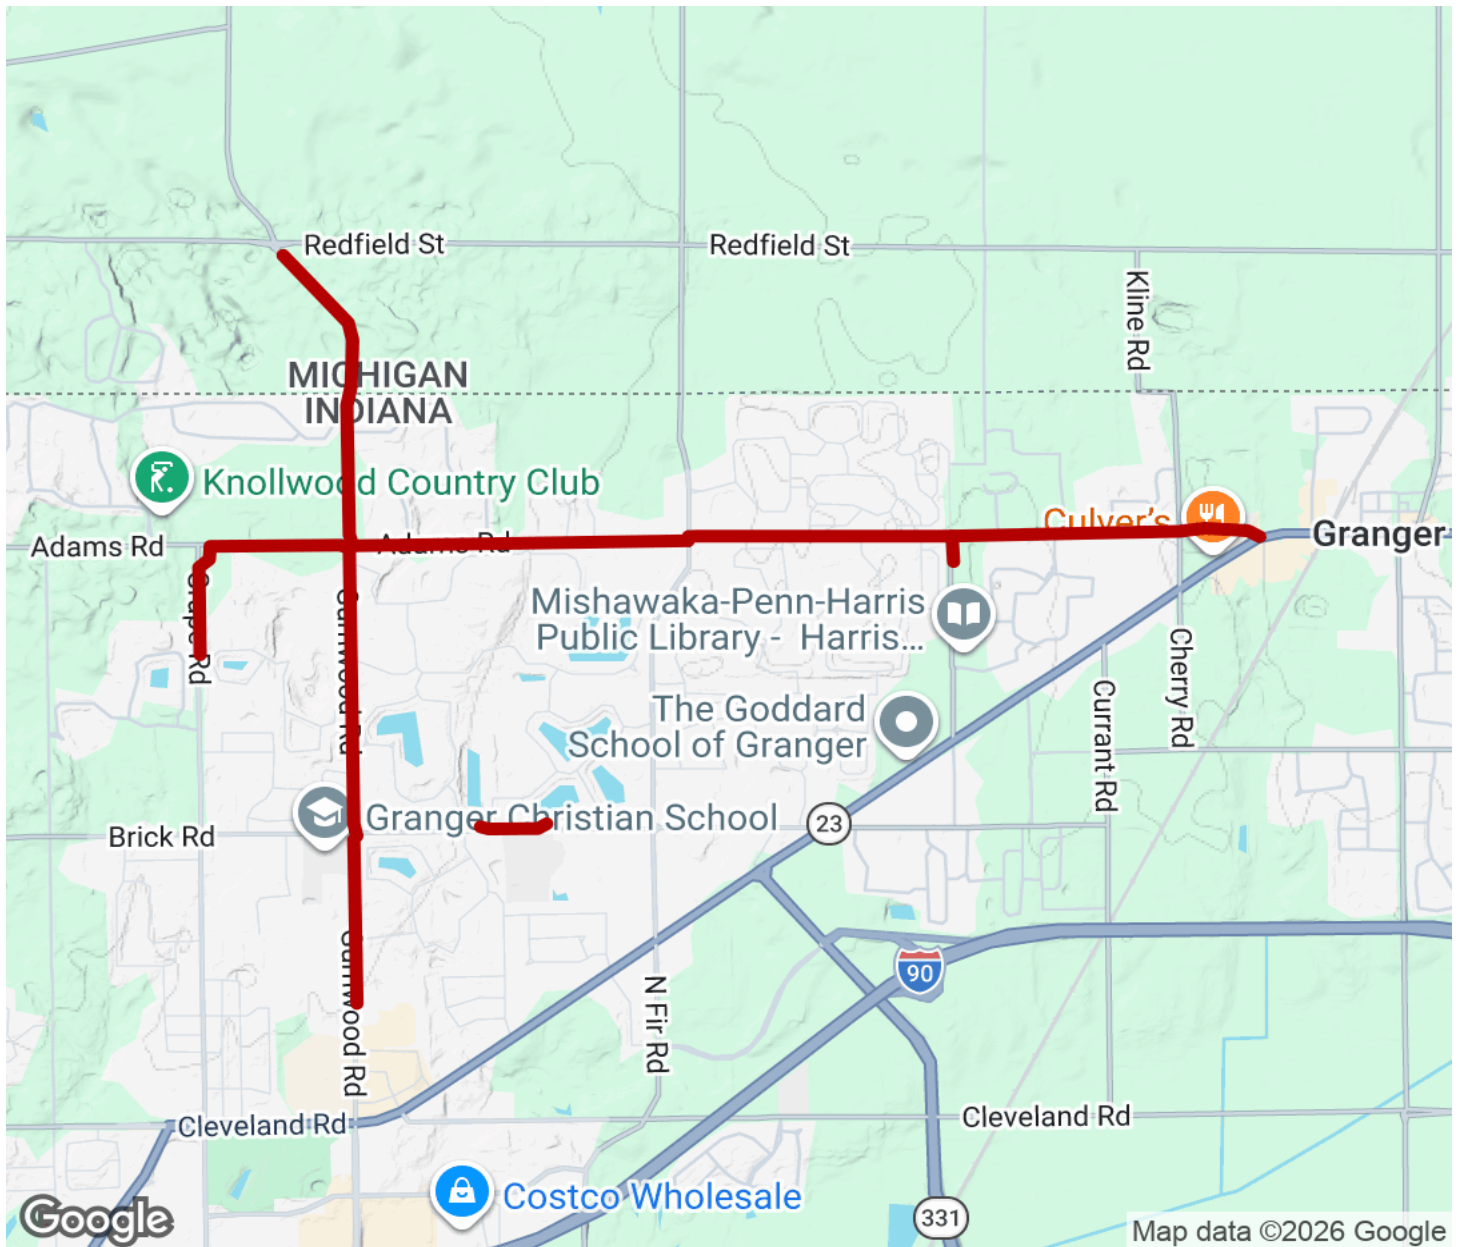 Redfield St
Redfield St
Kline Rd
MICHIGAN
INDIANA
Knollwood Country Club
Culver's
Adams Rd
Adams Rd
Granger
Grape Rd
Gumwood Rd
Mishawaka-Penn-Harris
Public Library - Harris...
Cherry Rd
Currant Rd
The Goddard
School of Granger
Granger Christian School
23
Brick Rd
Gumwood Rd
90
N Fir Rd
Cleveland Rd
Cleveland Rd
Costco Wholesale
331
Google
Map data ©2026 Google